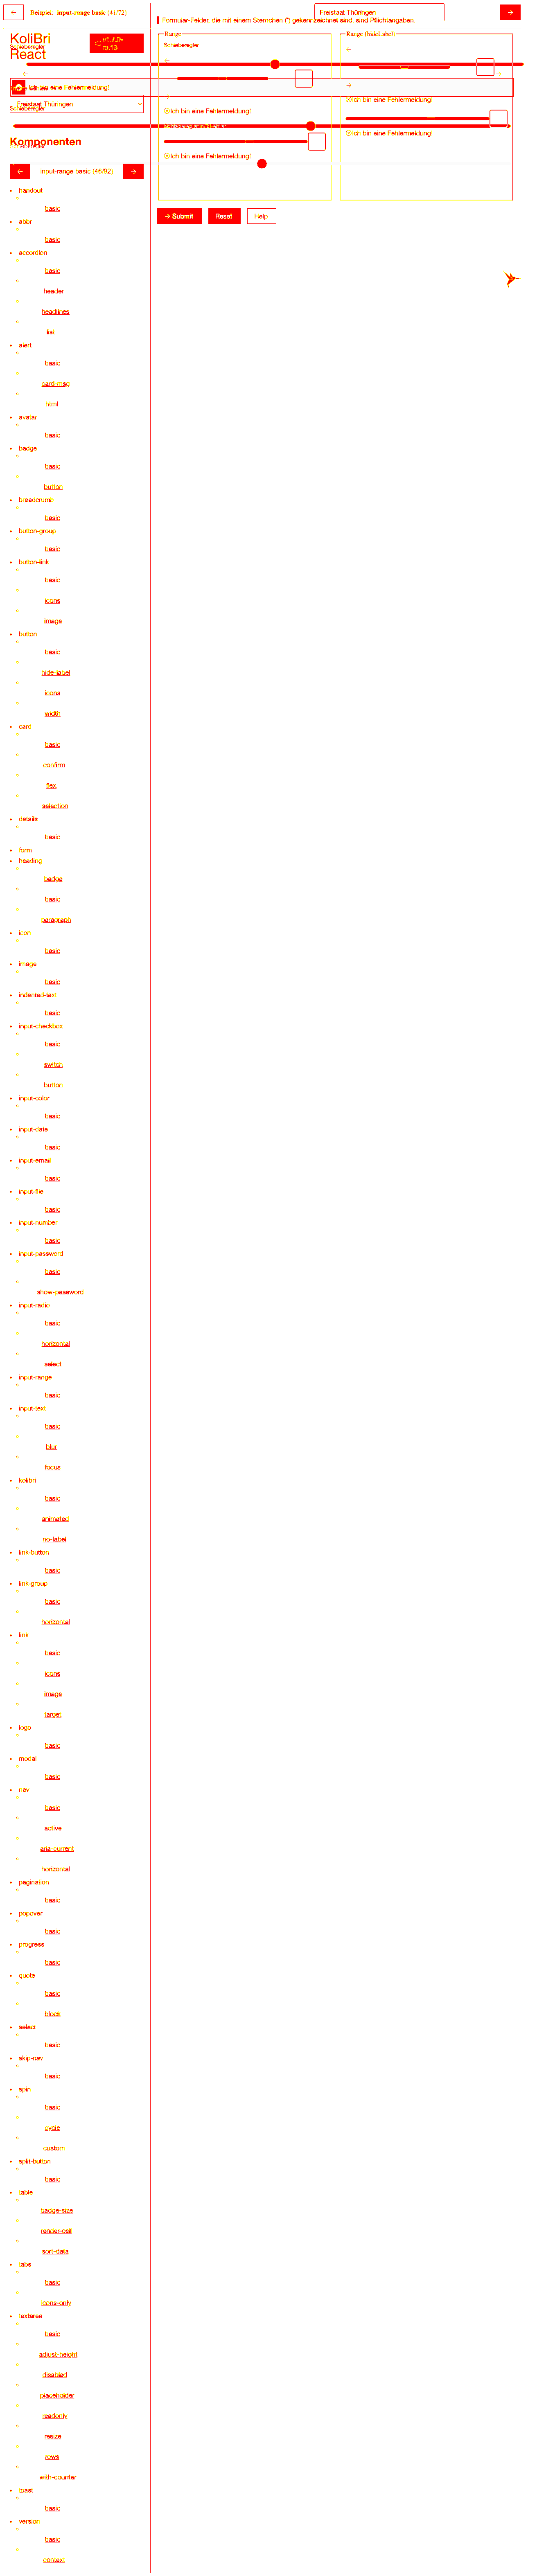 Beispiel: input-range basic
Freistaat Thüringen
Formular-Felder, die mit einem Sternchen (*) gekennzeichnet sind, sind Pflichtangaben.
KoliBri
React
Schieberegler
Ich bin eine Fehlermeldung!
Freistaat Thüringen
Komponenten
input-range basic
Range
Schieberegler
Ich bin eine Fehlermeldung!
Ich bin eine Fehlermeldung!
Range (hideLabel)
Ich bin eine Fehlermeldung!
Ich bin eine Fehlermeldung!
Submit
Reset
Help
handout
basic
abbr
basic
accordion
basic
header
headlines
list
alert
basic
card-msg
html
avatar
basic
badge
basic
button
breadcrumb
basic
button-group
basic
button-link
basic
icons
image
button
basic
hide-label
icons
width
card
basic
confirm
flex
selection
details
basic
form
heading
badge
basic
paragraph
icon
basic
image
basic
indented-text
basic
input-checkbox
basic
switch
button
input-color
basic
input-date
basic
input-email
basic
input-file
basic
input-number
basic
input-password
basic
show-password
input-radio
basic
horizontal
select
input-range
basic
input-text
basic
blur
focus
kolibri
basic
animated
no-label
link-button
basic
link-group
basic
horizontal
link
basic
icons
image
target
logo
basic
modal
basic
nav
basic
active
aria-current
horizontal
pagination
basic
popover
basic
progress
basic
quote
basic
block
select
basic
skip-nav
basic
spin
basic
cycle
custom
split-button
basic
table
badge-size
render-cell
sort-data
tabs
basic
icons-only
textarea
basic
adjust-height
disabled
placeholder
readonly
resize
rows
with-counter
toast
basic
version
basic
context